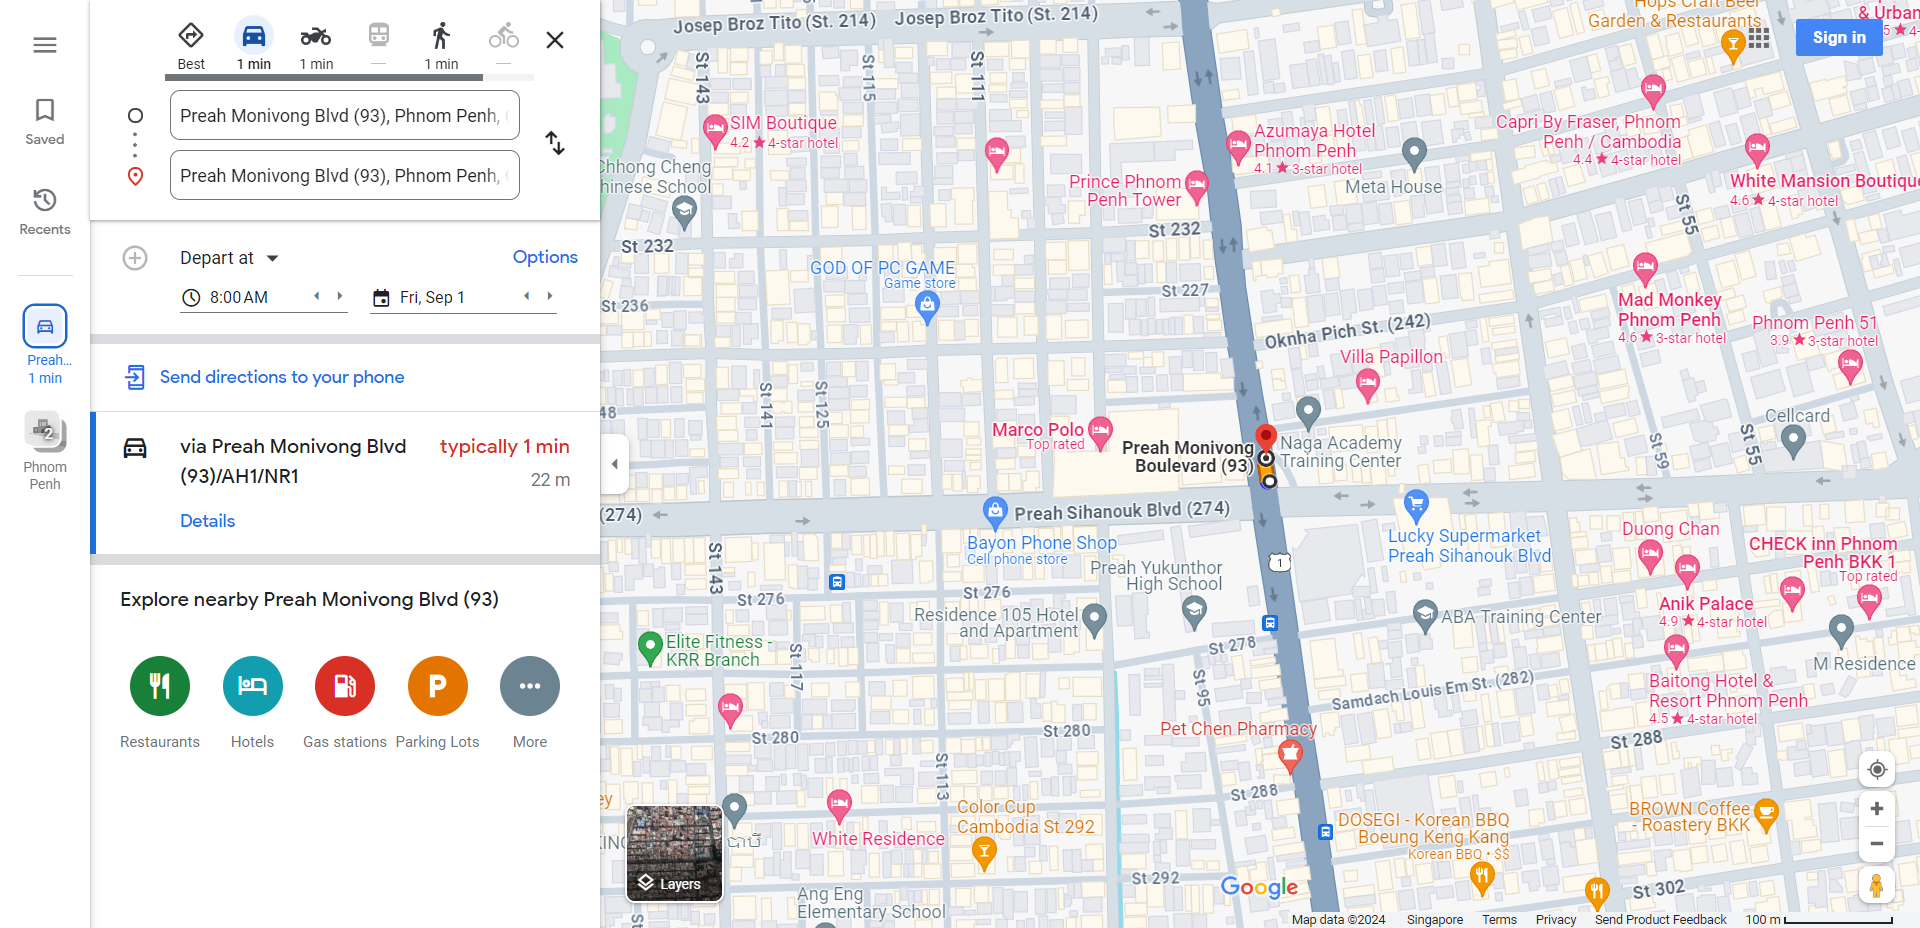 Best
1 min
1 min
—
1 min
—
Preah Monivong Blvd (93), Phnom Penh,
Preah Monivong Blvd (93), Phnom Penh,
Saved
Recents
Preah...
1 min
2
Phnom
Penh
Depart at
Options
8:00 AM
Fri, Sep 1
Send directions to your phone
via Preah Monivong Blvd
(93)/AH1/NR1
typically 1 min
22 m
Details
Explore nearby Preah Monivong Blvd (93)
Restaurants
Hotels
Gas stations
P
Parking Lots
More
Sign in
Josep Broz Tito (St. 214)
Josep Broz Tito (St. 214)
Hops Craft Beer
Garden & Restaurants
& Urban
St 143
St 115
St 111
SIM Boutique
4.2 ★ 4-star hotel
Chhong Cheng
hinese School
Azumaya Hotel
Phnom Penh
4.1 ★ 3-star hotel
Meta House
Capri By Fraser, Phnom
Penh / Cambodia
4.4 ★ 4-star hotel
White Mansion Boutique
4.6 ★ 4-star hotel
Prince Phnom
Penh Tower
St 55
St 232
St 232
GOD OF PC GAME
Game store
St 236
St 227
Mad Monkey
Phnom Penh
4.6 ★ 3-star hotel
Phnom Penh 51
3.9 ★ 3-star hotel
Oknha Pich St. (242)
Villa Papillon
St 141
St 125
48
Marco Polo
Top rated
Preah Monivong
Boulevard (93)
Naga Academy
Training Center
Cellcard
St 59
St 55
(274)
Preah Sihanouk Blvd (274)
Bayon Phone Shop
Cell phone store
Lucky Supermarket
Preah Sihanouk Blvd
Duong Chan
CHECK inn Phnom
Penh BKK 1
Top rated
St 143
1
Preah Yukunthor
High School
St 276
St 276
Residence 105 Hotel
and Apartment
ABA Training Center
Anik Palace
4.9 ★ 4-star hotel
Elite Fitness -
KRR Branch
St 117
St 278
M Residence
St 95
Samdach Louis Em St. (282)
Baitong Hotel &
Resort Phnom Penh
4.5 ★ 4-star hotel
Pet Chen Pharmacy
St 280
St 280
St 288
St 113
St 288
ey
Color Cup
Cambodia St 292
White Residence
DOSEGI - Korean BBQ
Boeung Keng Kang
Korean BBQ • $$
BROWN Coffee
- Roastery BKK
Layers
Ang Eng
Elementary School
St 292
St 302
Google
Map data ©2024
Singapore
Terms
Privacy
Send Product Feedback
100 m